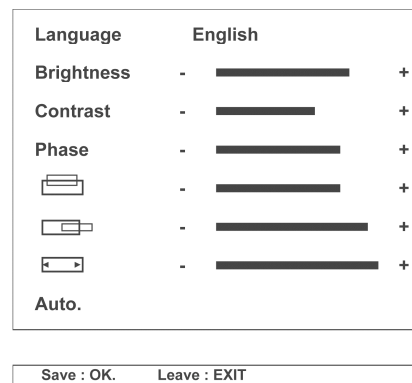 Language English
Brightness - +
Contrast - +
Phase - +
- +
- +
- +
Auto.
Save : OK. Leave : EXIT